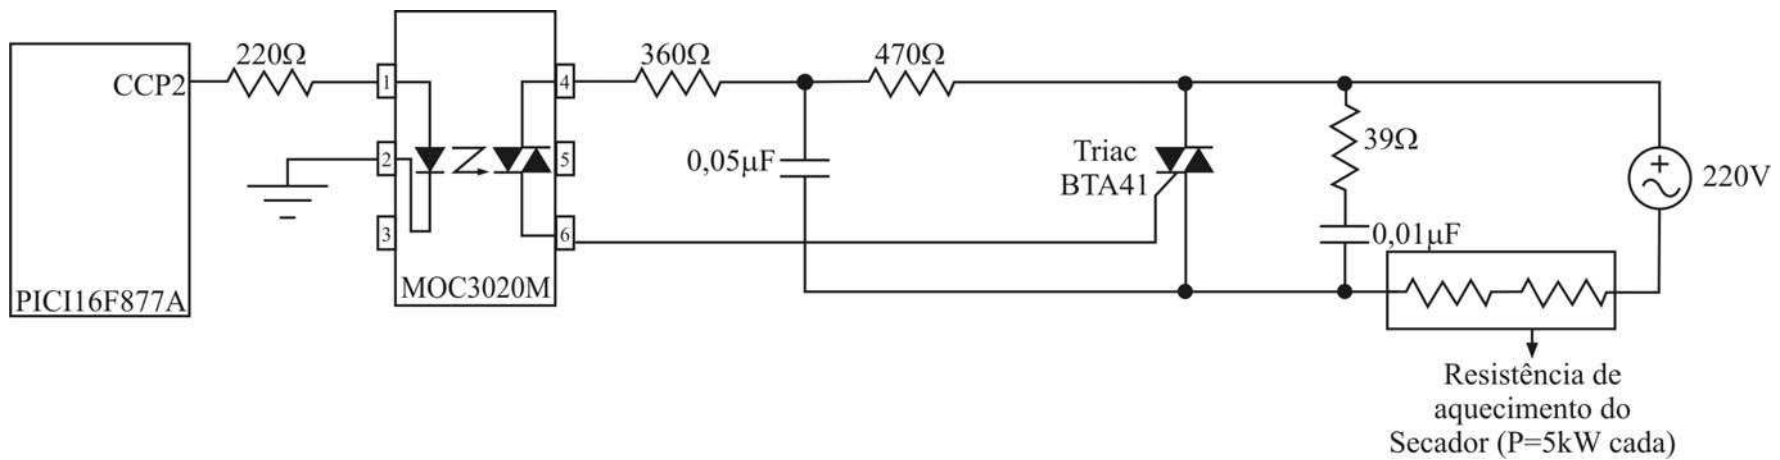 CCP2
PICI16F877A
220Ω
1
2
3
4
5
6
MOC3020M
360Ω
470Ω
0,05µF
Triac
BTA41
39Ω
0,01µF
220V
Resistência de
aquecimento do
Secador (P=5kW cada)